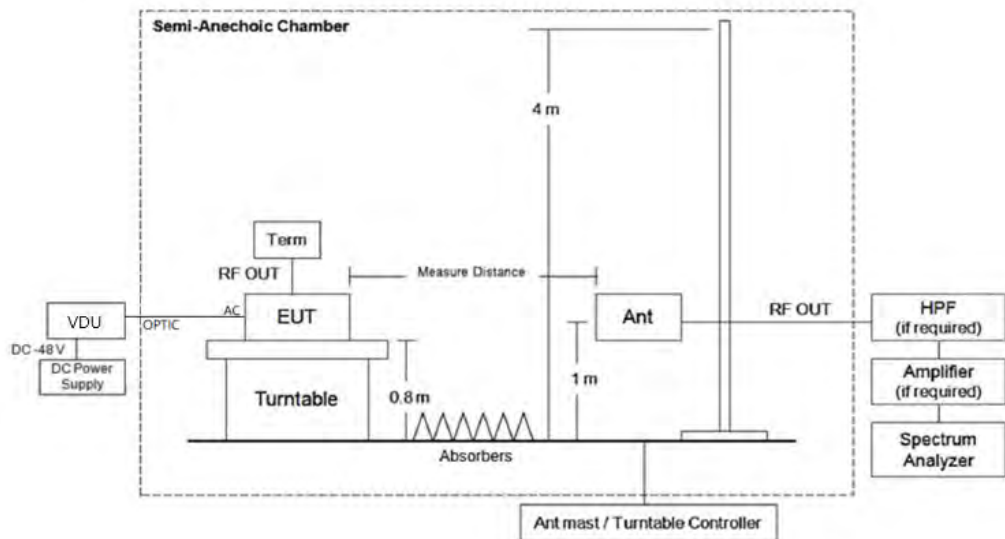 Semi-Anechoic Chamber
4 m
Term
RF OUT
Measure Distance
VDU
OPTIC
AC
EUT
Ant
RF OUT
HPF
(if required)
DC -48 V
DC Power
Supply
Turntable
0.8 m
1 m
Amplifier
(if required)
Absorbers
Spectrum
Analyzer
Ant mast / Turntable Controller